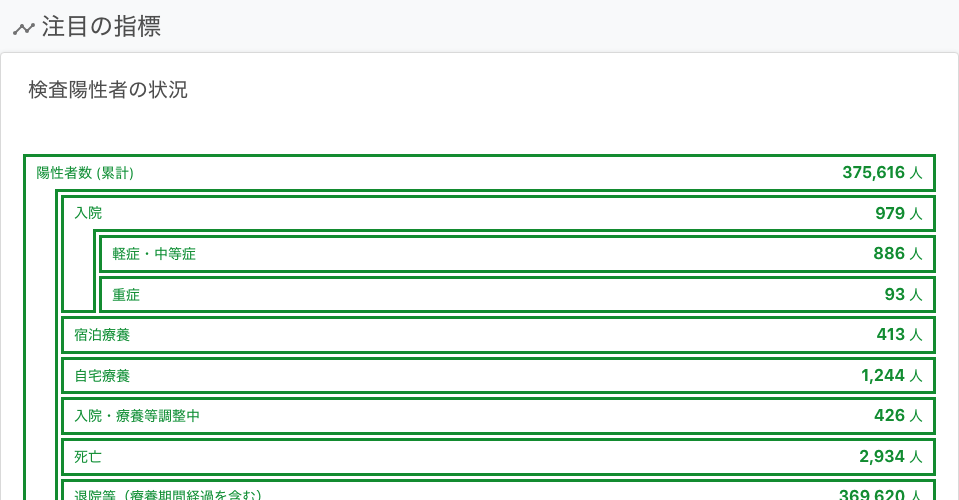 注目の指標
検査陽性者の状況
陽性者数 (累計) 375,616 人
入院 979 人
軽症・中等症 886 人
重症 93 人
宿泊療養 413 人
自宅療養 1,244 人
入院・療養等調整中 426 人
死亡 2,934 人
退院等（療養期間経過を含む） 369,620 人